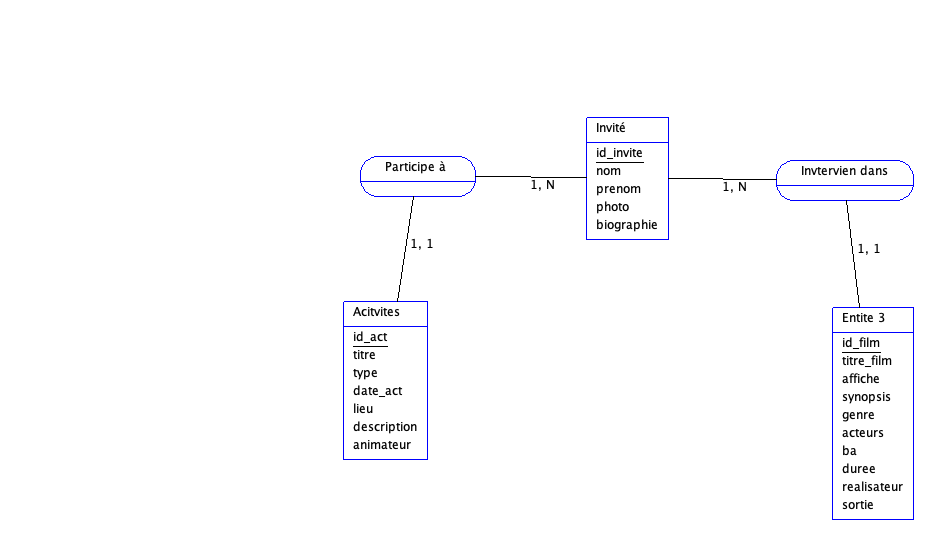 Participe à
1, N
Invité
id_invite
nom
prenom
photo
biographie
1, N
Invtervien dans
1, 1
1, 1
Acitvites
id_act
titre
type
date_act
lieu
description
animateur
Entite 3
id_film
titre_film
affiche
synopsis
genre
acteurs
ba
duree
realisateur
sortie